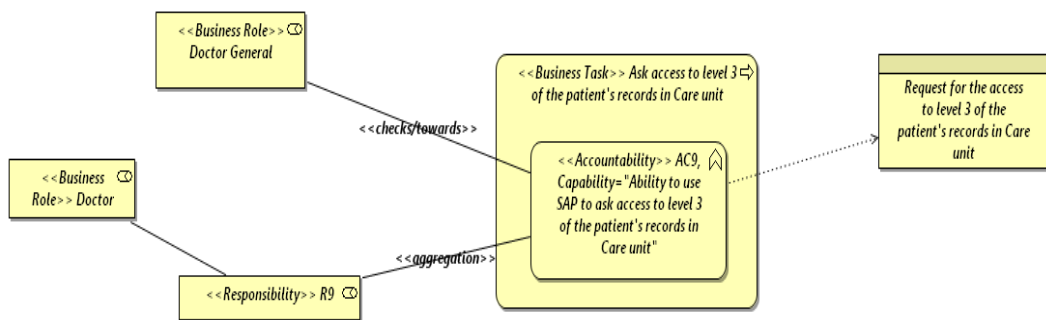 <<Business Role>>
Doctor General
<<Business Task>> Ask access to level 3
of the patient's records in Care unit
Request for the access
to level 3 of the
patient's records in Care
unit
<<checks/towards>>
<<Accountability>> AC9,
Capability="Ability to use
SAP to ask access to level 3
of the patient's records in
Care unit"
<<Business
Role>> Doctor
<<aggregation>>
<<Responsibility>> R9